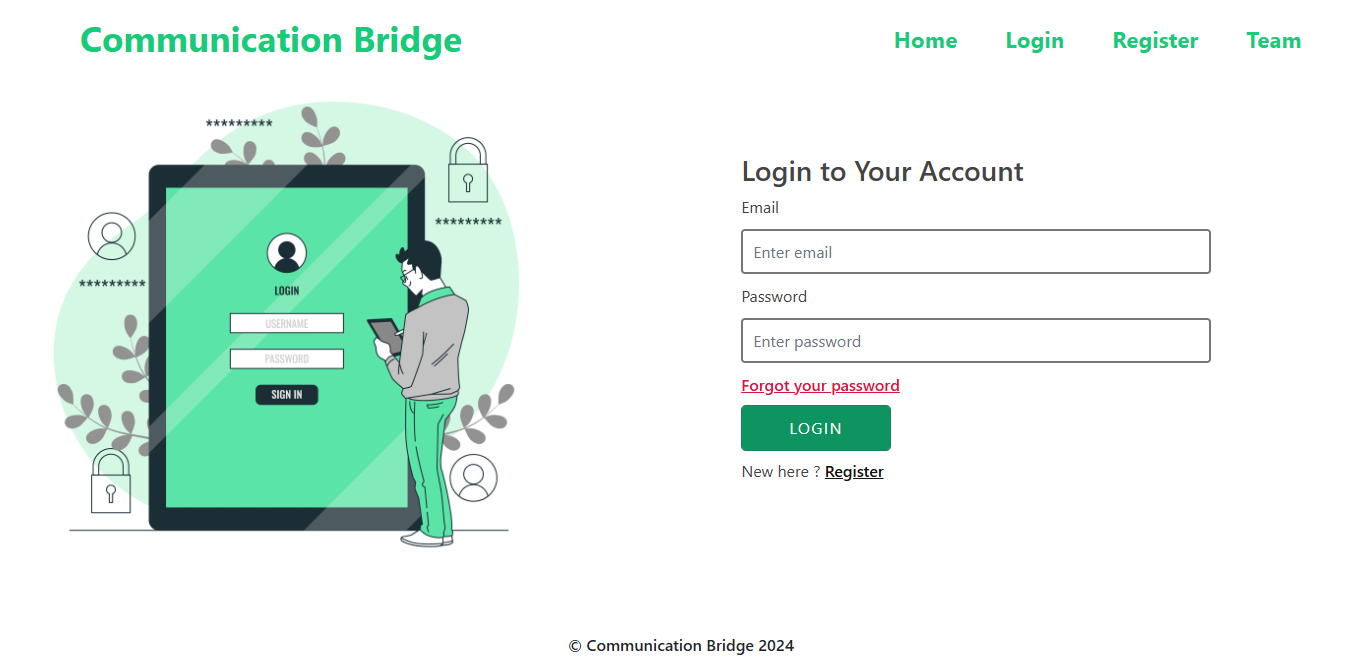 Communication Bridge
Home Login Register Team
*********
*********
*********
LOGIN
USERNAME
PASSWORD
SIGN IN
Login to Your Account
Email
Enter email
Password
Enter password
Forgot your password
LOGIN
New here ? Register
© Communication Bridge 2024